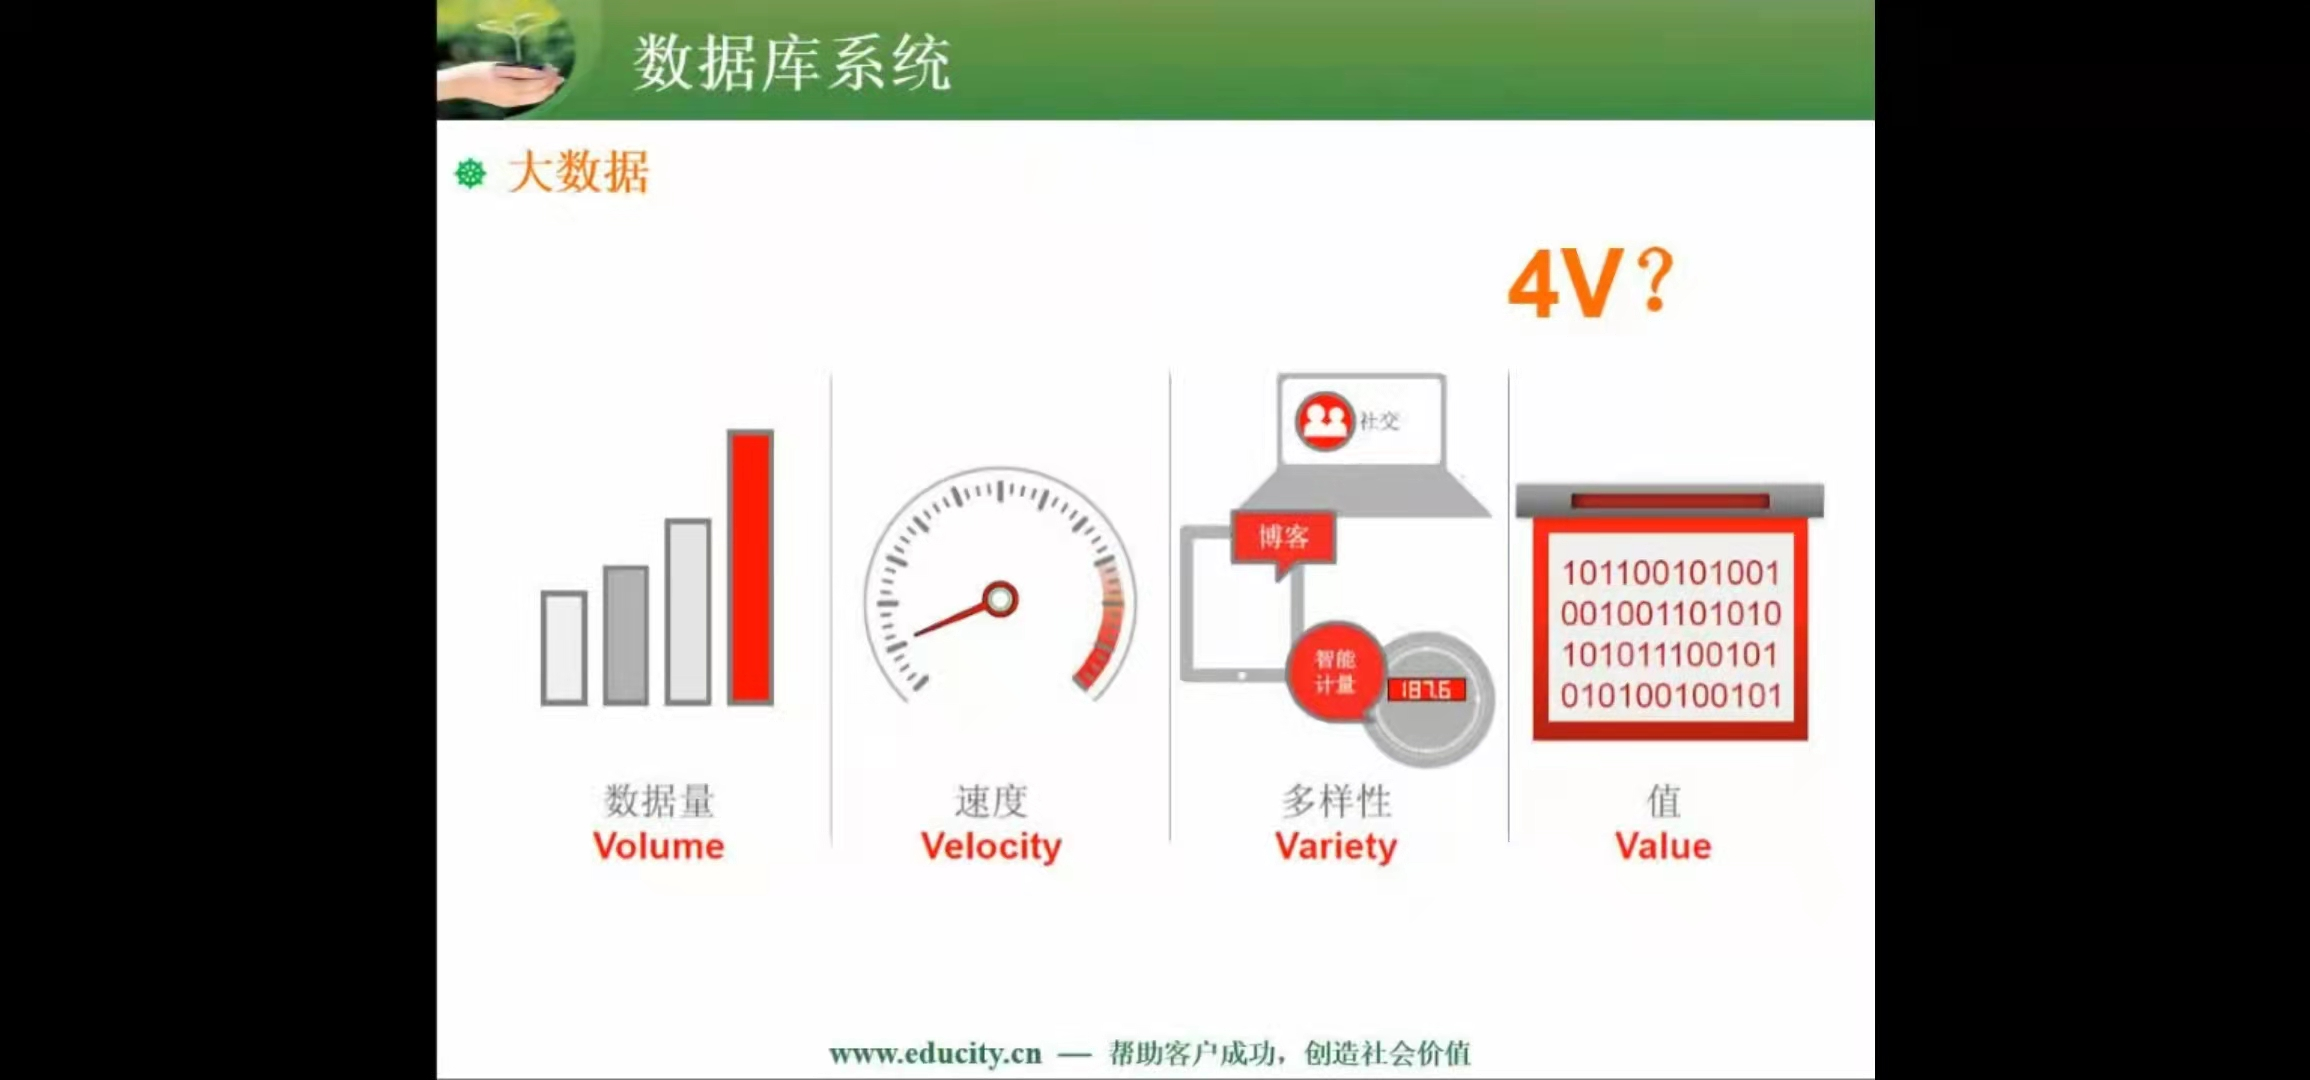 数据库系统
大数据
4V？
社交
博客
智能
计量
187.6
101100101001
001001101010
101011100101
010100100101
数据量
Volume
速度
Velocity
多样性
Variety
值
Value
www.educity.cn — 帮助客户成功，创造社会价值